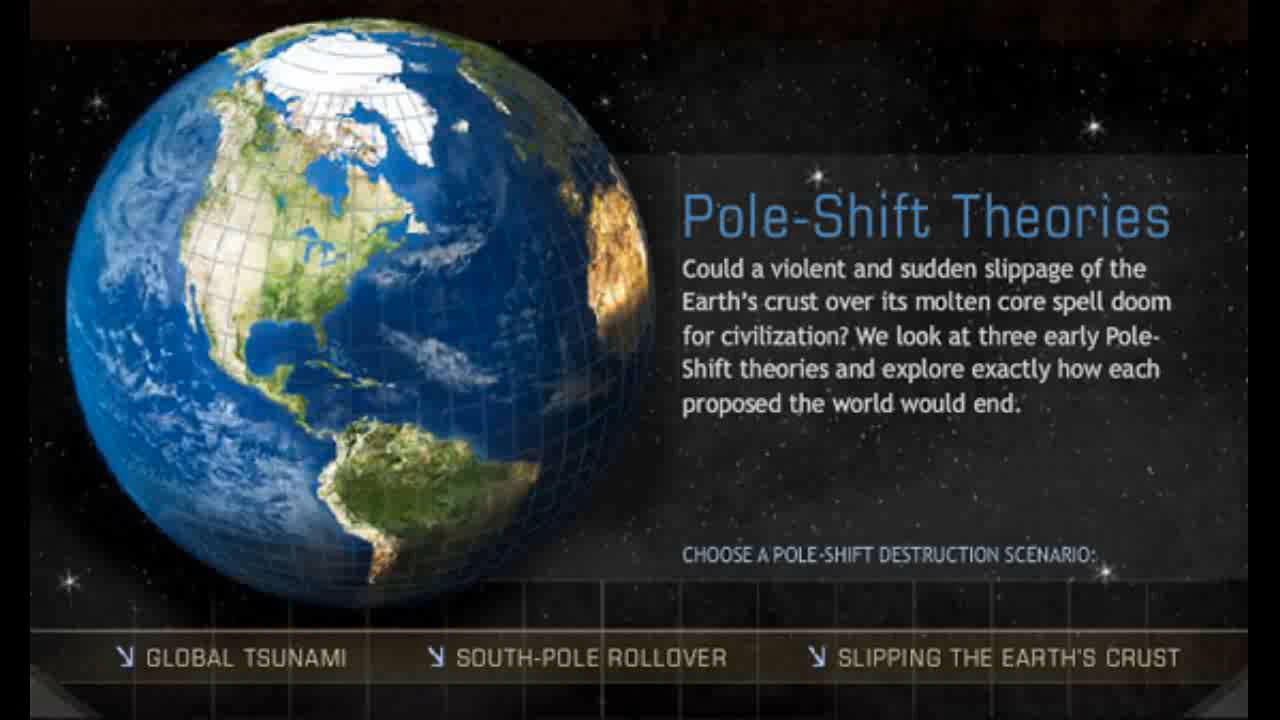 Pole-Shift Theories
Could a violent and sudden slippage of the
Earth's crust over its molten core spell doom
for civilization? We look at three early Pole-
Shift theories and explore exactly how each
proposed the world would end.
CHOOSE A POLE-SHIFT DESTRUCTION SCENARIO:
GLOBAL TSUNAMI
SOUTH-POLE ROLLOVER
SLIPPING THE EARTH'S CRUST